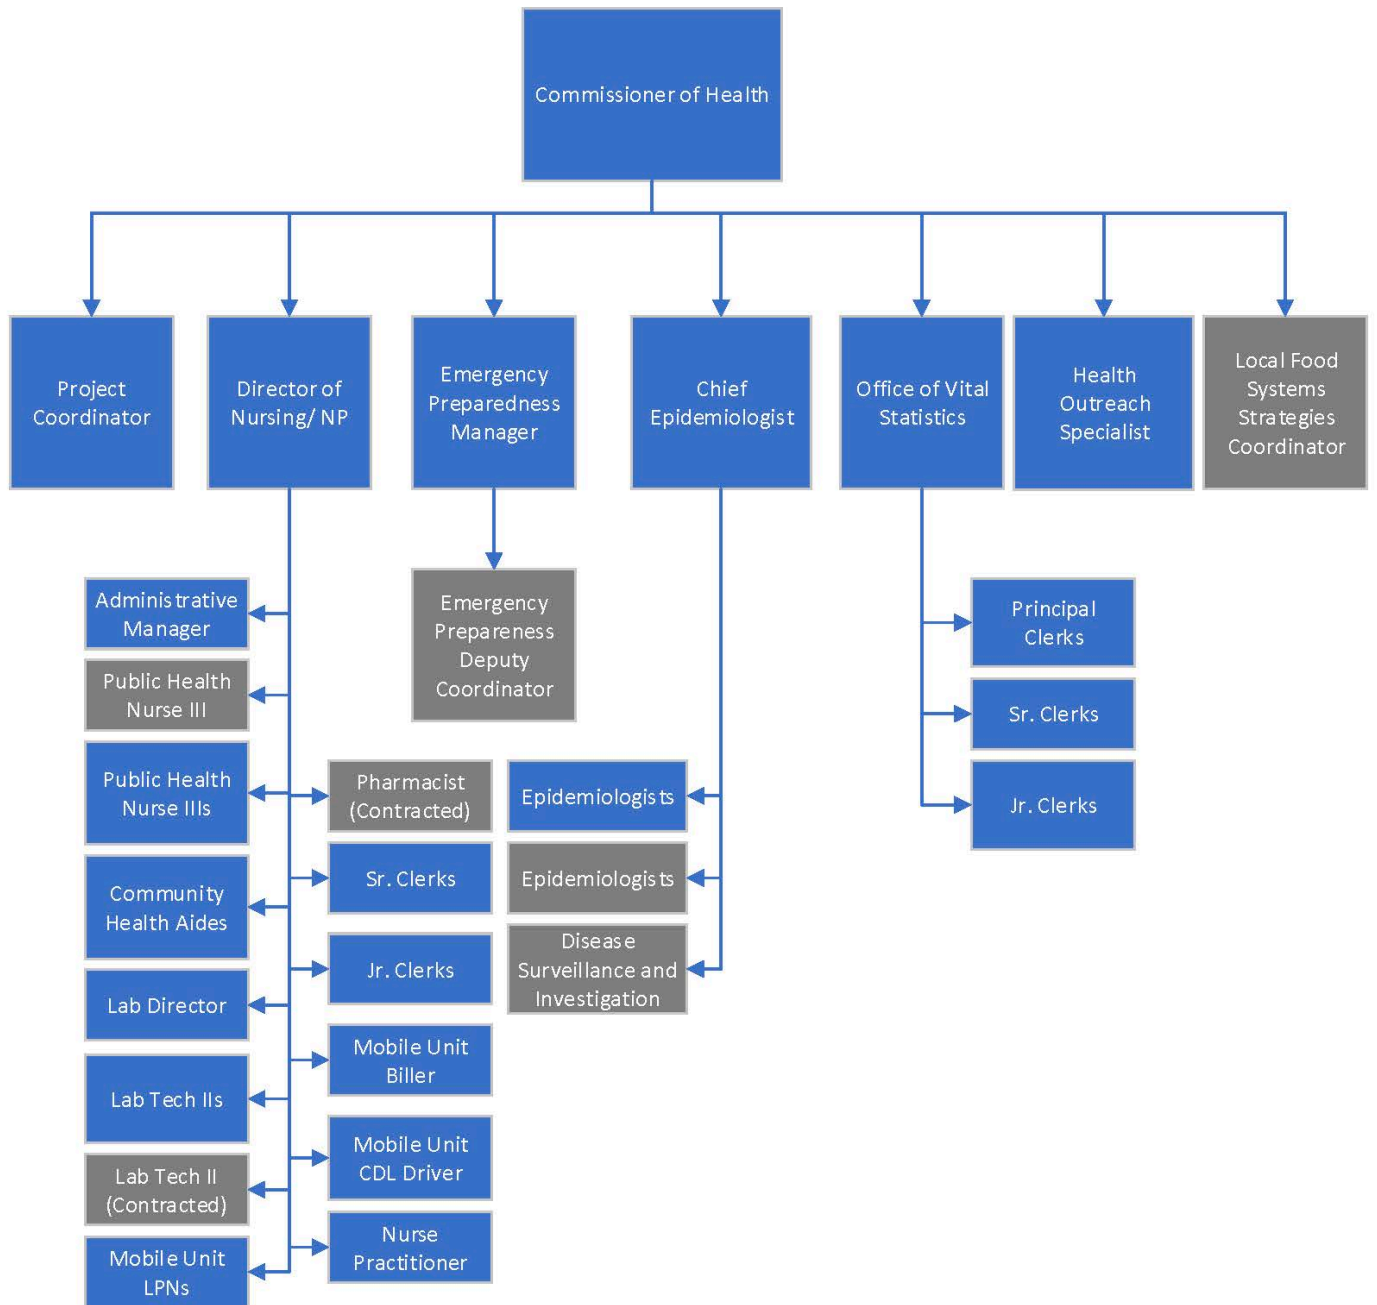 Commissioner of Health
Project
Coordinator
Director of
Nursing/ NP
Emergency
Preparedness
Manager
Chief
Epidemiologist
Office of Vital
Statistics
Health
Outreach
Specialist
Local Food
Systems
Strategies
Coordinator
Administrative
Manager
Public Health
Nurse III
Public Health
Nurse IIIs
Community
Health Aides
Lab Director
Lab Tech IIs
Lab Tech II
(Contracted)
Mobile Unit
LPNs
Pharmacist
(Contracted)
Sr. Clerks
Jr. Clerks
Mobile Unit
Biller
Mobile Unit
CDL Driver
Nurse
Practitioner
Emergency
Prepareness
Deputy
Coordinator
Epidemiologists
Epidemiologists
Disease
Surveillance and
Investigation
Principal
Clerks
Sr. Clerks
Jr. Clerks